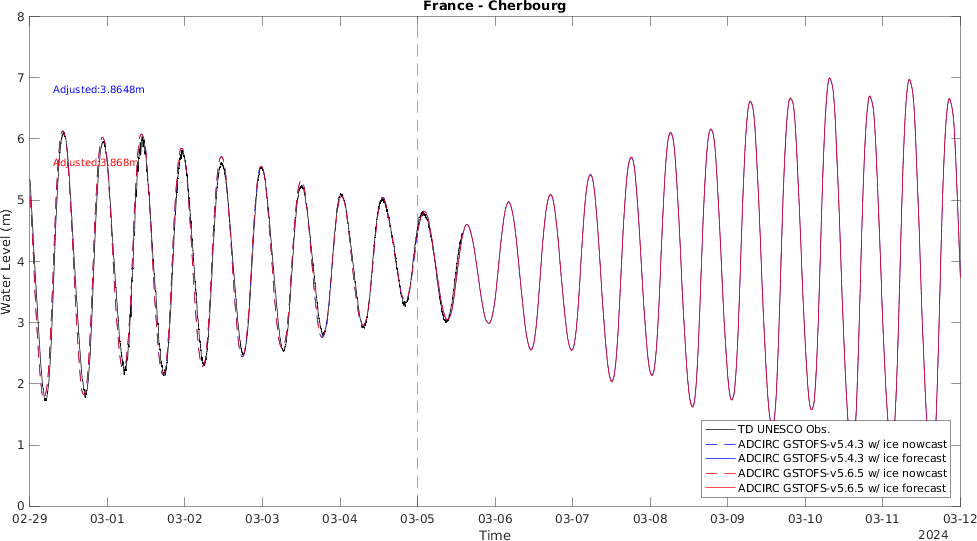 France - Cherbourg
8
7
6
5
4
3
2
1
0
Water Level (m)
Adjusted:3.8648m
Adjusted:3.868m
TD UNESCO Obs.
ADCIRC GSTOFS-v5.4.3 w/ ice nowcast
ADCIRC GSTOFS-v5.4.3 w/ ice forecast
ADCIRC GSTOFS-v5.6.5 w/ ice nowcast
ADCIRC GSTOFS-v5.6.5 w/ ice forecast
02-29 03-01 03-02 03-03 03-04 03-05 03-06 03-07 03-08 03-09 03-10 03-11 03-12
Time
2024